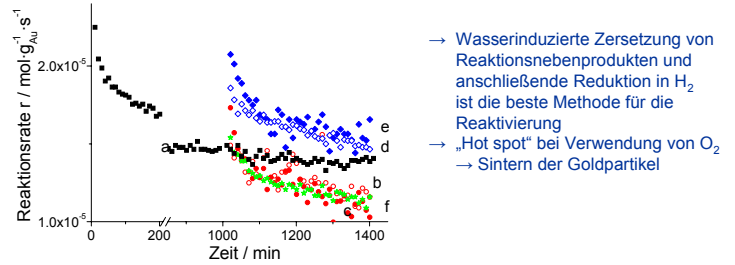 Reaktionsrate r / mol·g⁻¹Au·s⁻¹
2.0x10⁻⁵
1.0x10⁻⁵
a
e
d
b
c
f
0
200
1000
1200
1400
Zeit / min
→ Wasserinduzierte Zersetzung von
Reaktionsnebenprodukten und
anschließende Reduktion in H₂
ist die beste Methode für die
Reaktivierung
→ „Hot spot“ bei Verwendung von O₂
→ Sintern der Goldpartikel